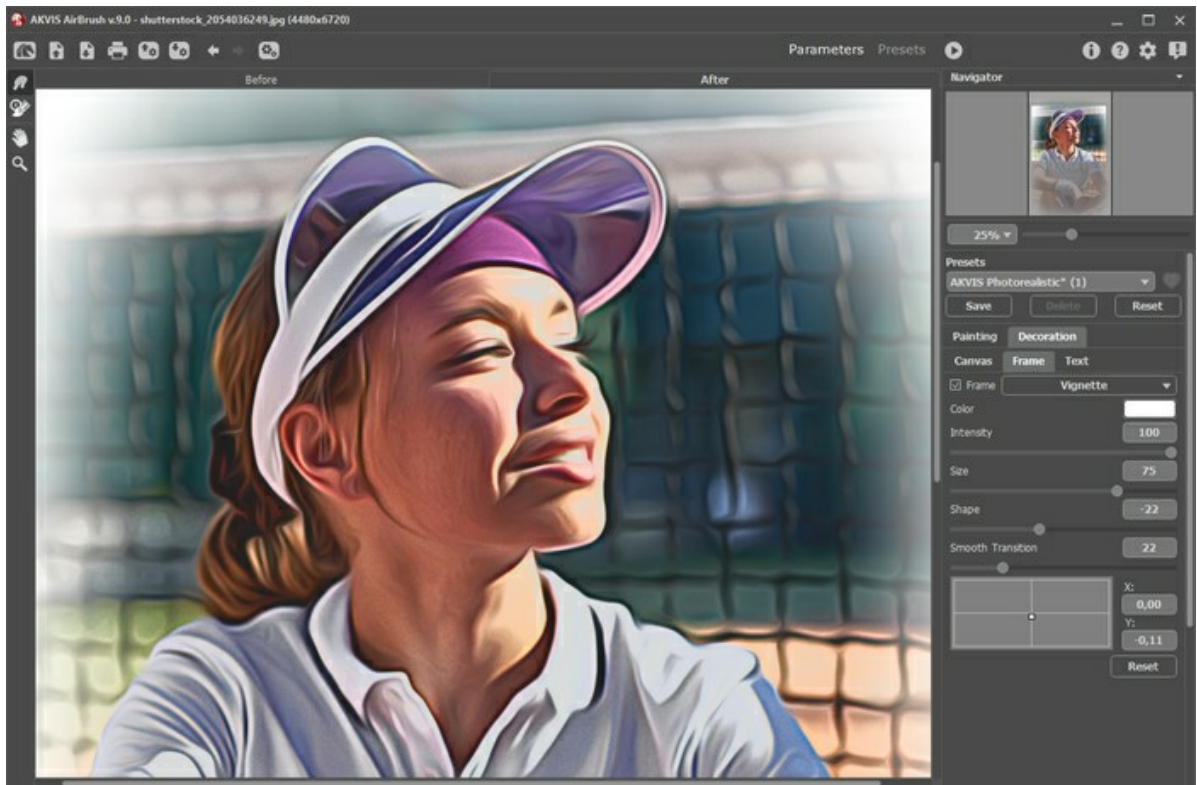 AKVIS AirBrush v.9.0 - shutterstock_2054036249.jpg (4480x6720)
Parameters Presets
Before After
Navigator
25%
Presets
AKVIS Photorealistic* (1)
Save Delete Reset
Painting Decoration
Canvas Frame Text
Frame Vignette
Color
Intensity 100
Size 75
Shape -22
Smooth Transition 22
X:
0,00
Y:
-0,11
Reset